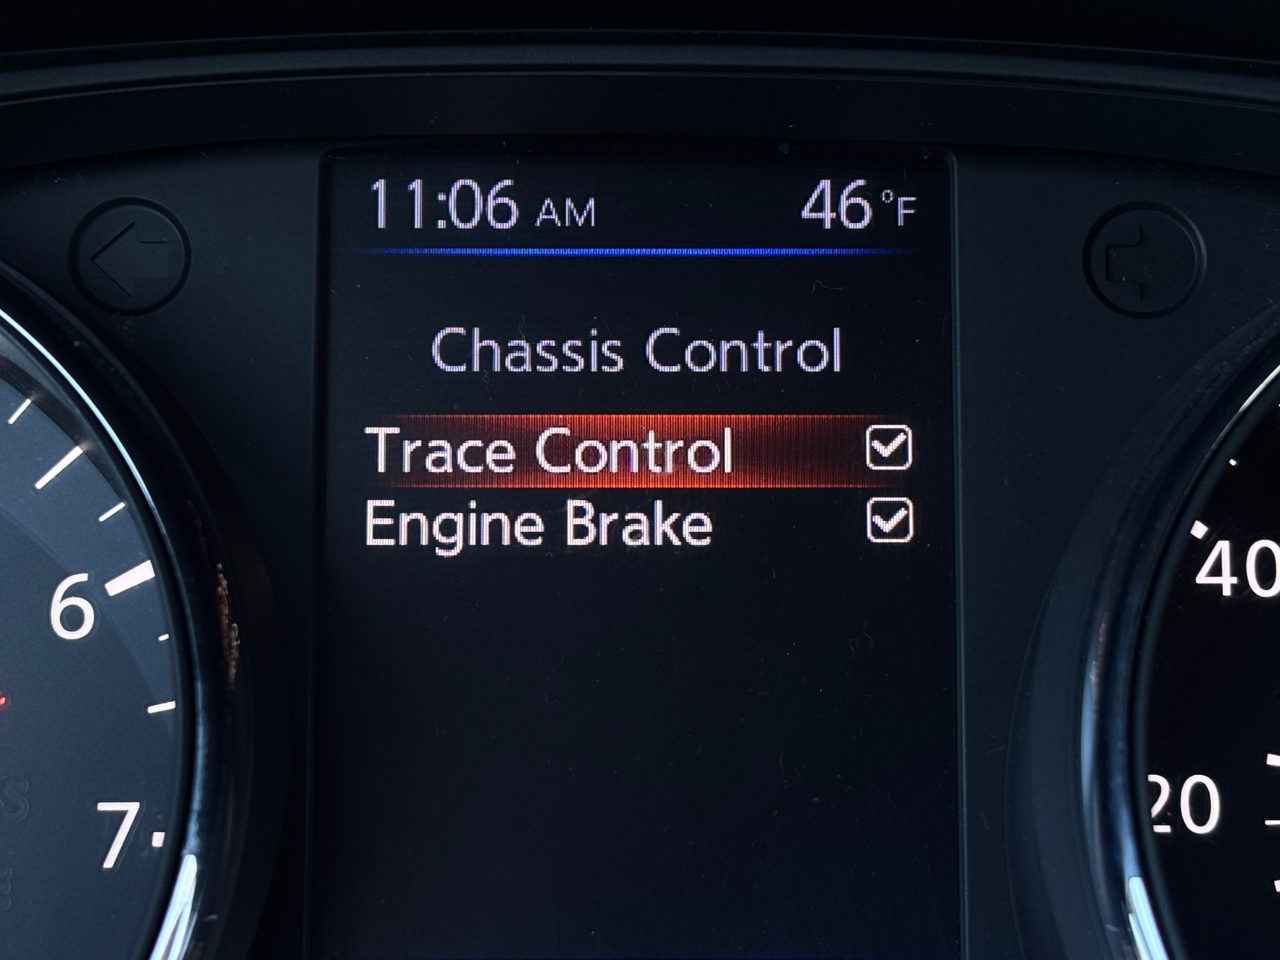 11:06 AM 46°F
Chassis Control
Trace Control
Engine Brake
6
7
40
20